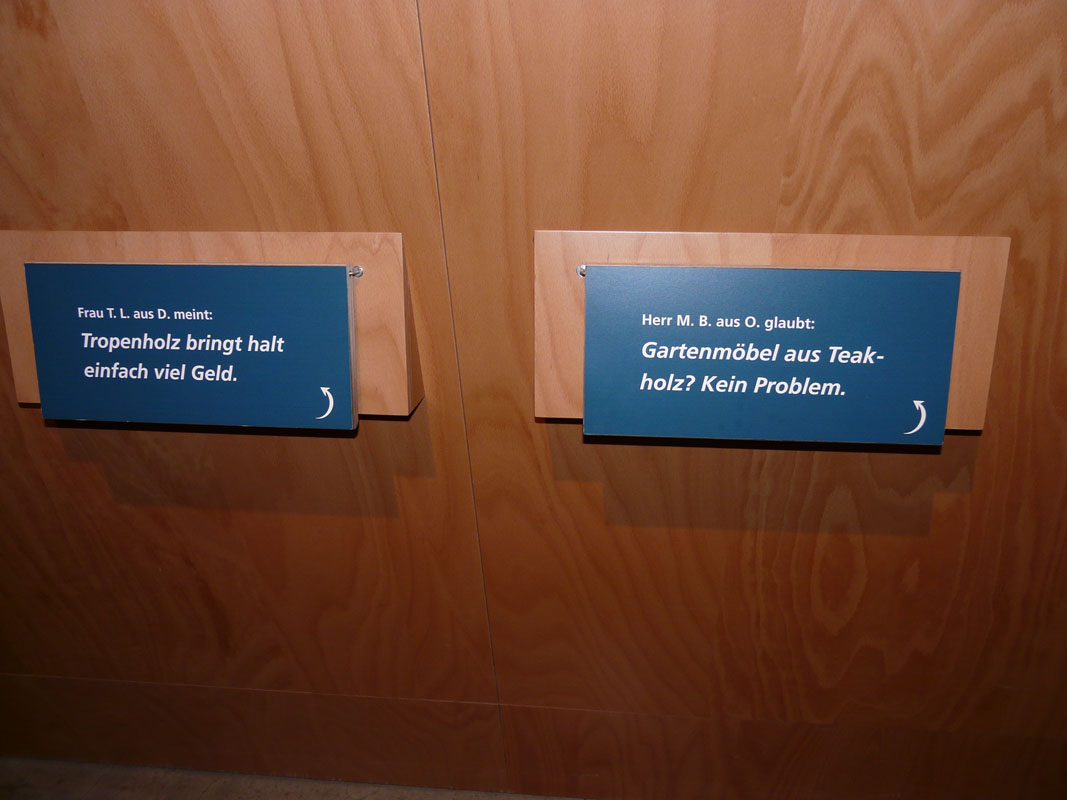 Frau T. L. aus D. meint:
Tropenholz bringt halt
einfach viel Geld.
Herr M. B. aus O. glaubt:
Gartenmöbel aus Teak-
holz? Kein Problem.